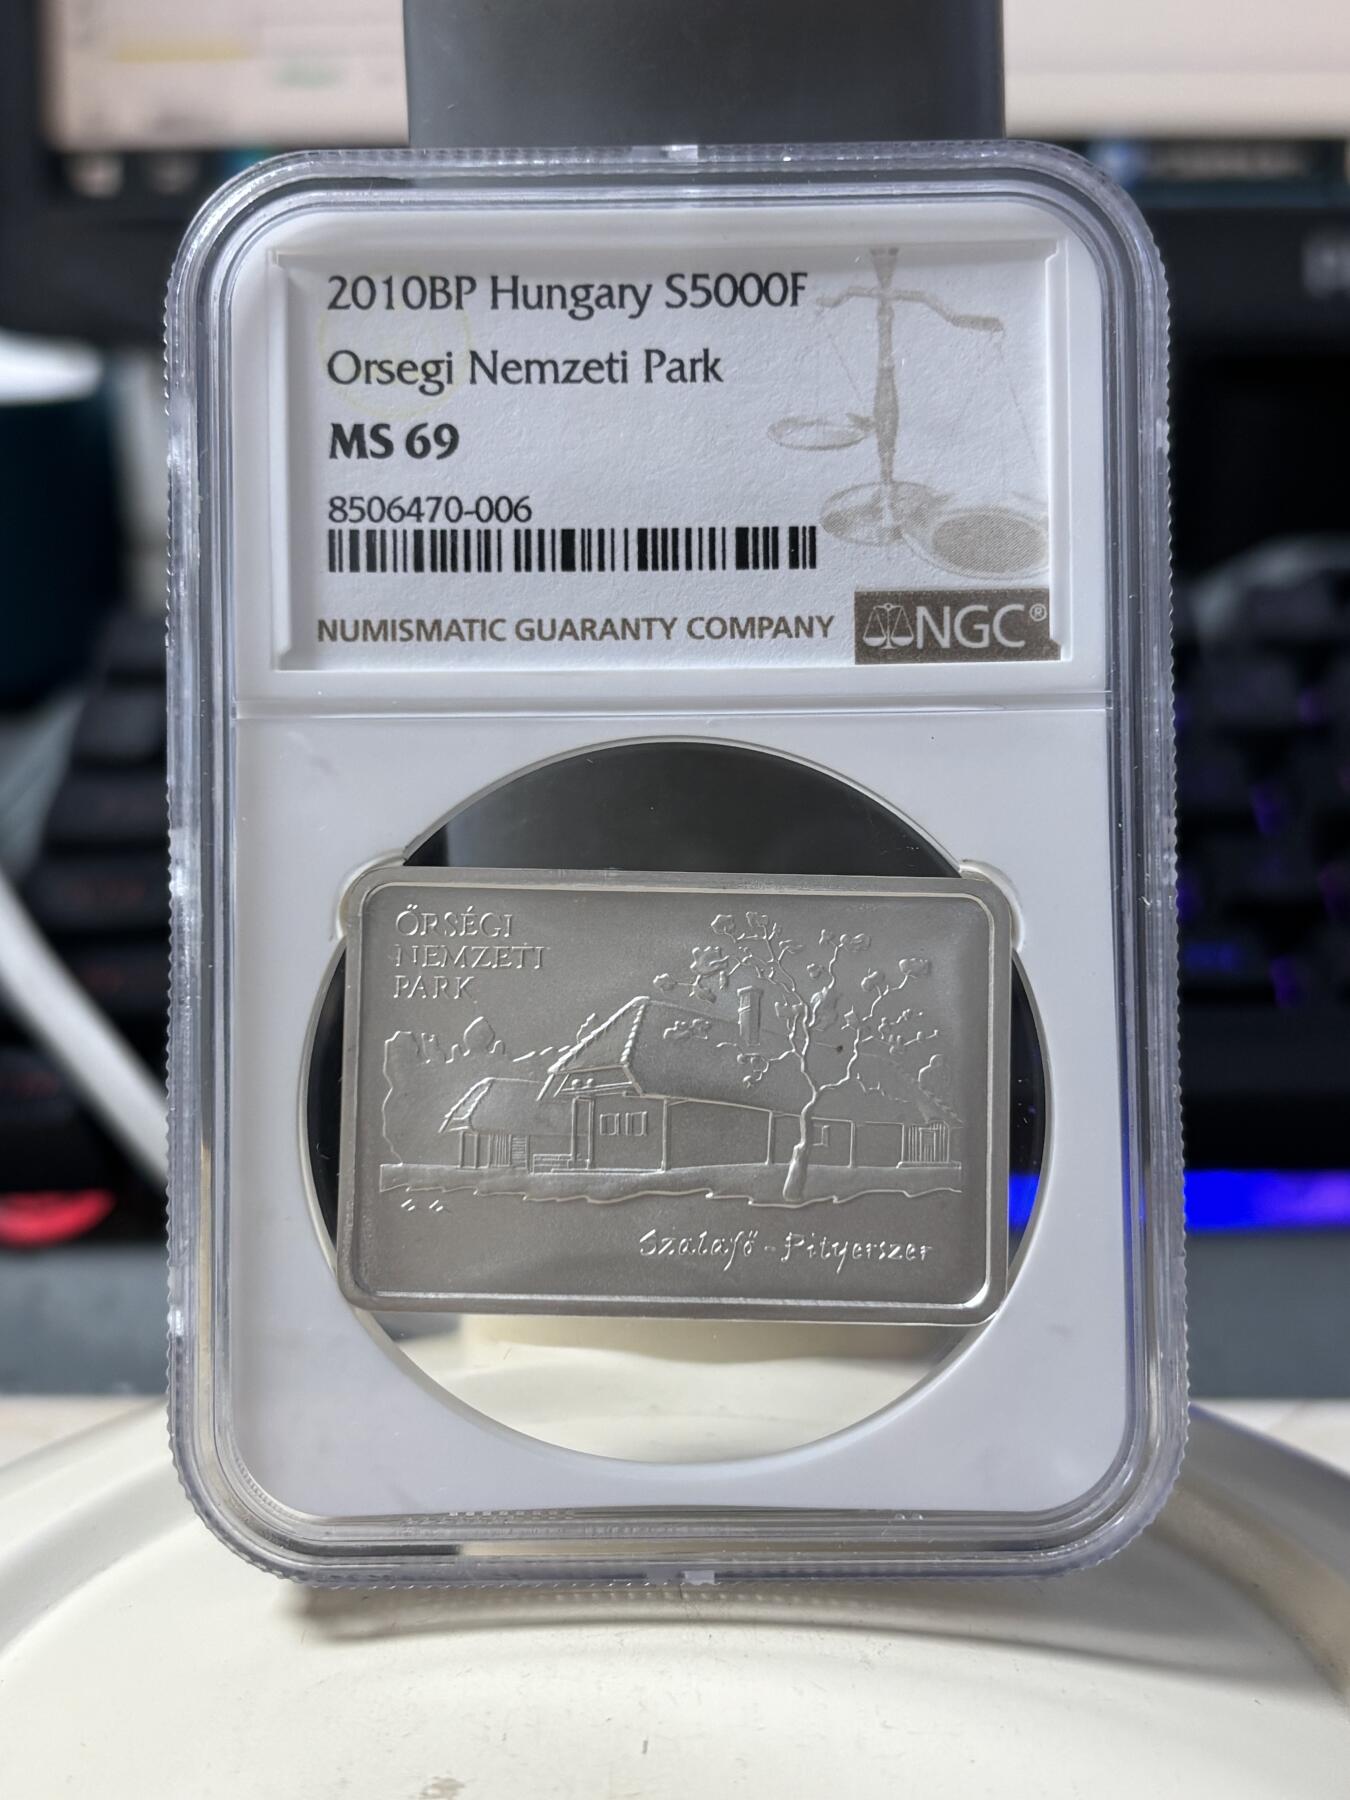 2010BP Hungary S5000F
Orsegi Nemzeti Park
MS 69
8506470-006
NUMISMATIC GUARANTY COMPANY
NGC®
ŐRSÉGI
NEMZETI
PARK
Szalafő - Pityerszer